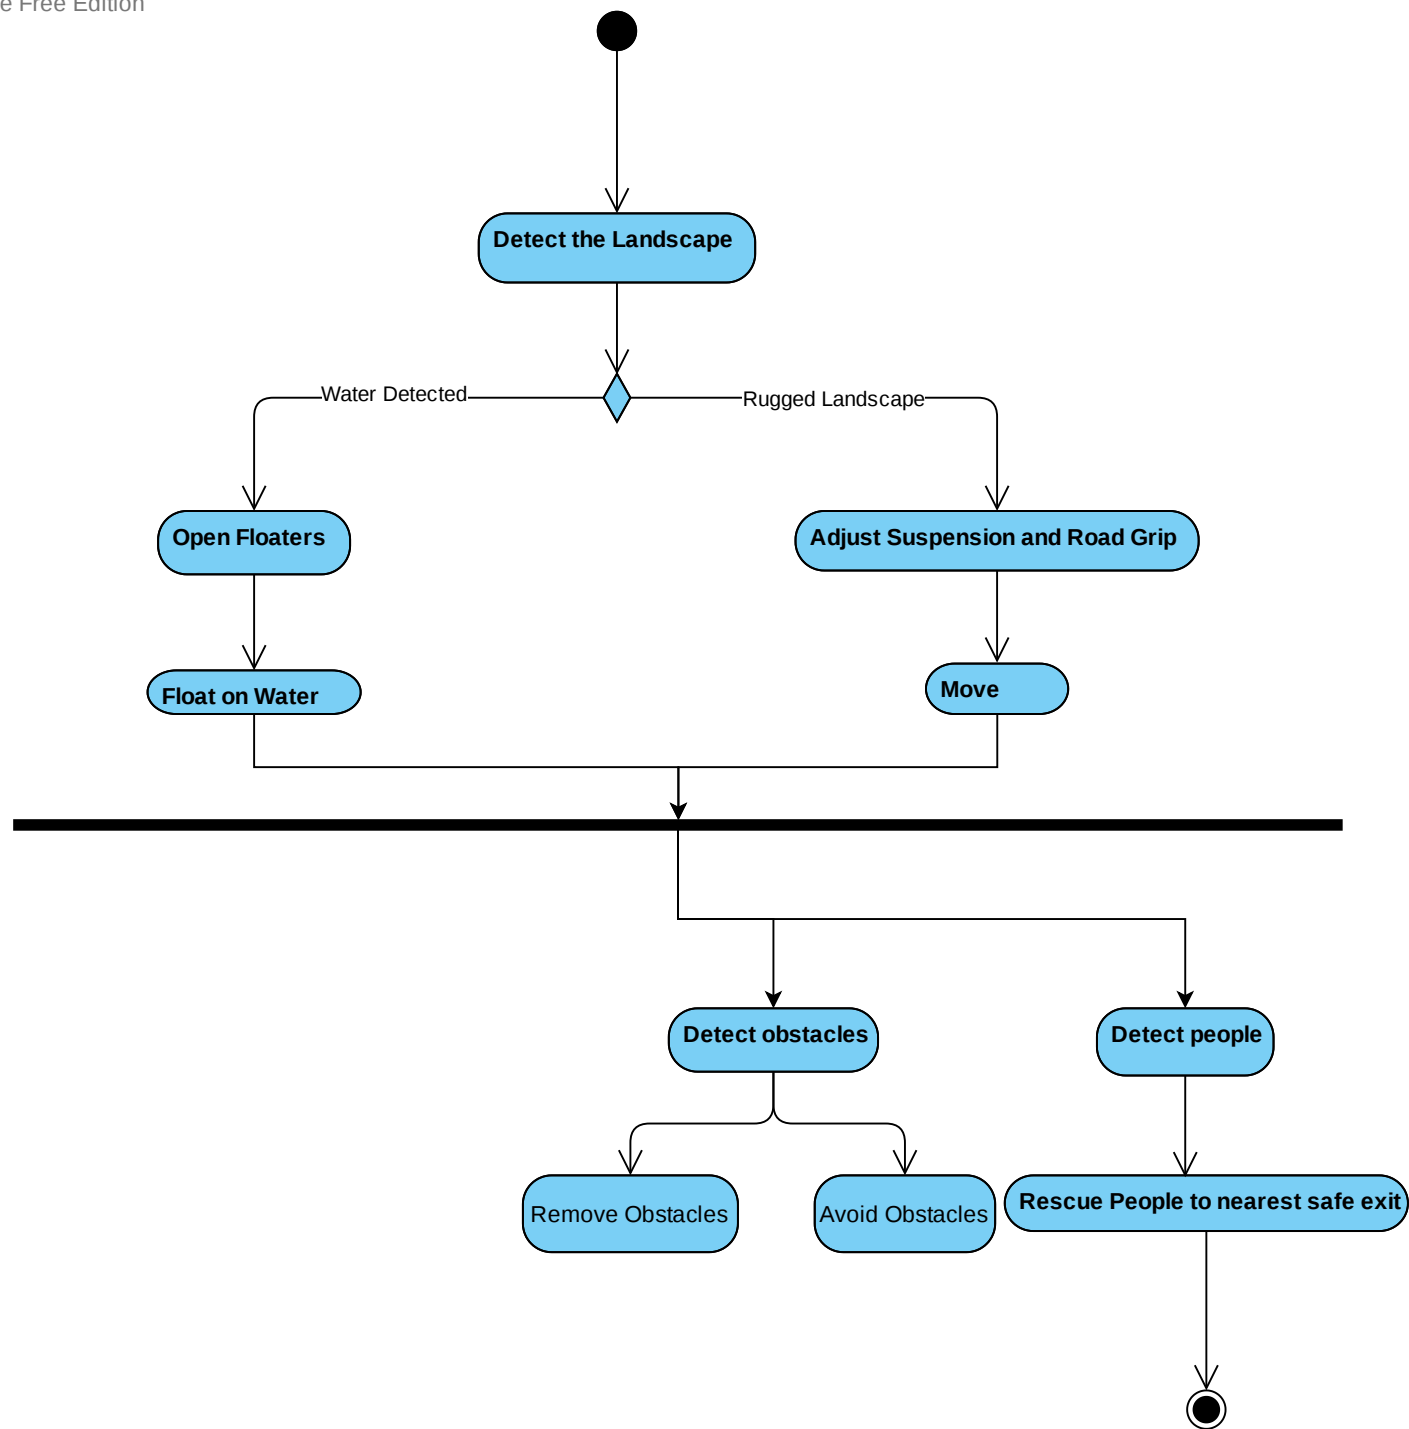 e Free Edition
Detect the Landscape
Water Detected
Rugged Landscape
Open Floaters
Adjust Suspension and Road Grip
Float on Water
Move
Detect obstacles
Detect people
Remove Obstacles
Avoid Obstacles
Rescue People to nearest safe exit